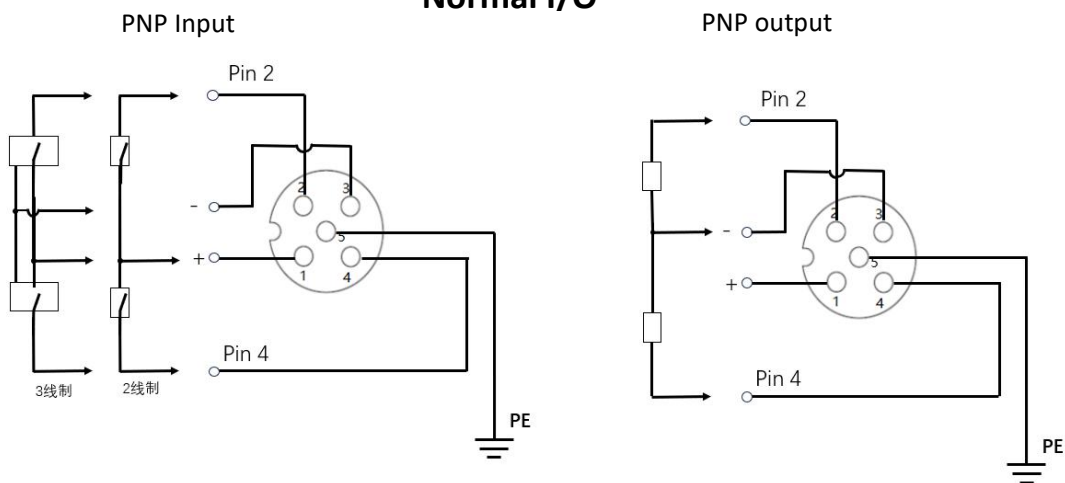 Normal I/O
PNP Input
PNP output
Pin 2
2
3
-
5
+
1
4
Pin 4
3线制
2线制
PE
Pin 2
2
3
-
5
+
1
4
Pin 4
PE